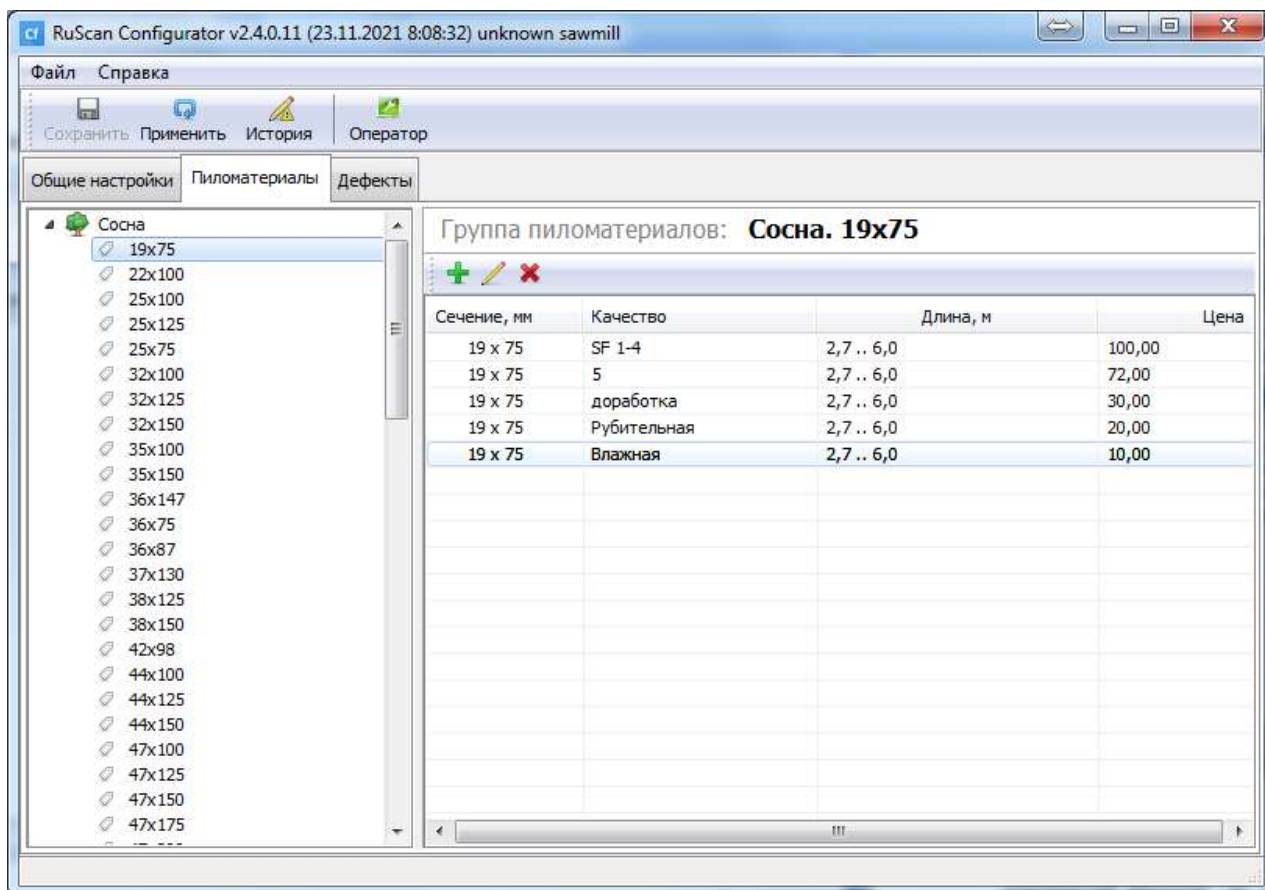 Cf RuScan Configurator v2.4.0.11 (23.11.2021 8:08:32) unknown sawmill
Файл Справка
Сохранить Применить История Оператор
Общие настройки Пиломатериалы Дефекты
Сосна
19x75
22x100
25x100
25x125
25x75
32x100
32x125
32x150
35x100
35x150
36x147
36x75
36x87
37x130
38x125
38x150
42x98
44x100
44x125
44x150
47x100
47x125
47x150
47x175
Группа пиломатериалов: Сосна. 19x75
Сечение, мм Качество Длина, м Цена
19 x 75 SF 1-4 2,7 .. 6,0 100,00
19 x 75 5 2,7 .. 6,0 72,00
19 x 75 доработка 2,7 .. 6,0 30,00
19 x 75 Рубительная 2,7 .. 6,0 20,00
19 x 75 Влажная 2,7 .. 6,0 10,00